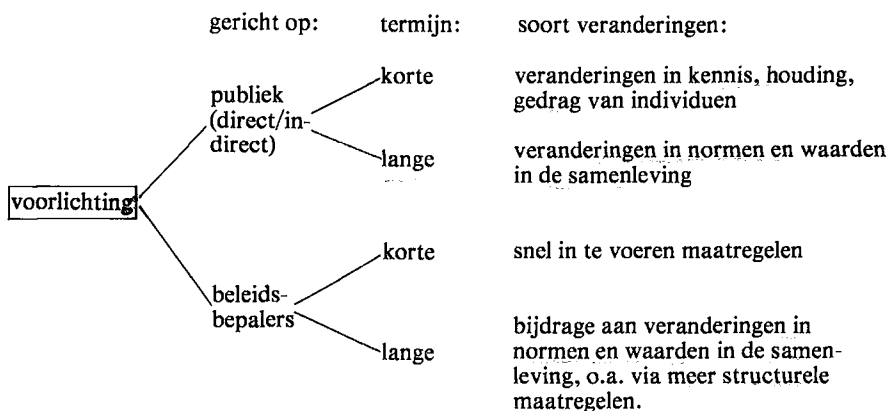 gericht op: termijn: soort veranderingen:
publiek
(direct/in-
direct)
korte
veranderingen in kennis, houding,
gedrag van individuen
lange
veranderingen in normen en waarden
in de samenleving
voorlichting
korte
snel in te voeren maatregelen
beleids-
bepalers
lange
bijdrage aan veranderingen in
normen en waarden in de samen-
leving, o.a. via meer structurele
maatregelen.